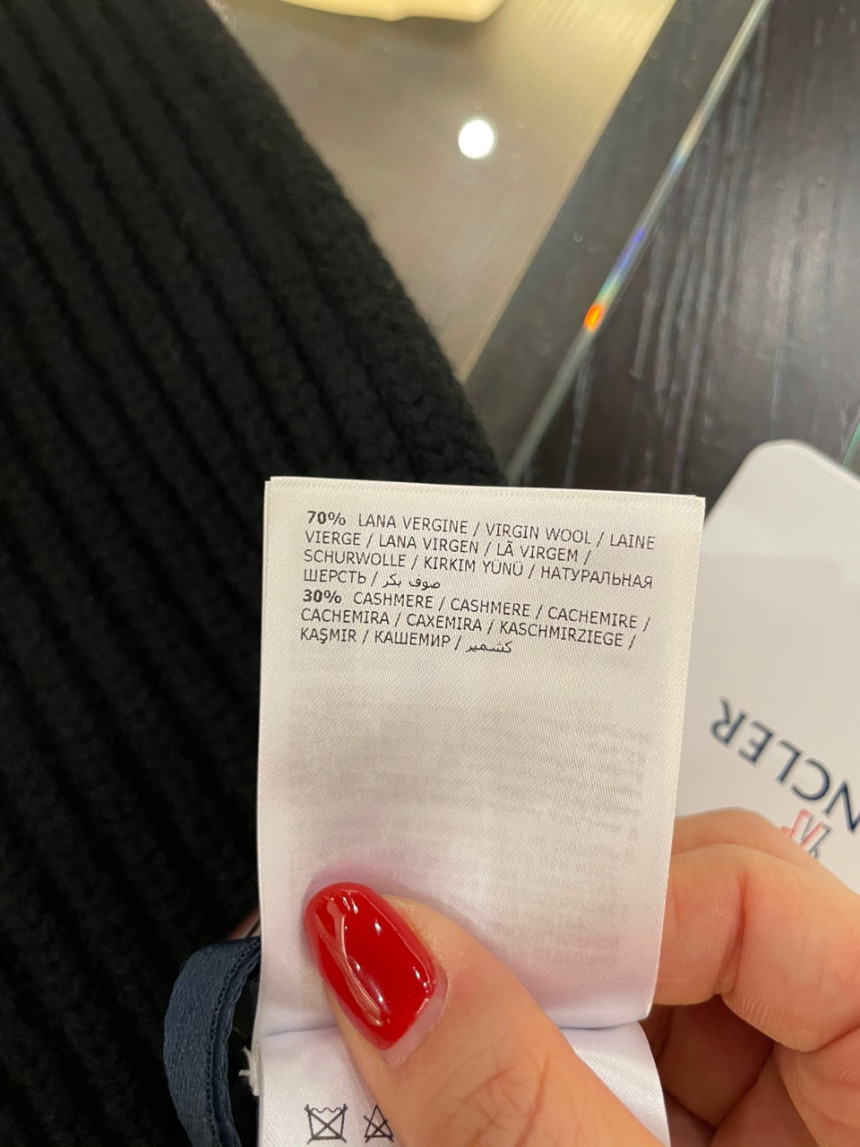 70% LANA VERGINE / VIRGIN WOOL / LAINE
VIERGE / LANA VIRGEN / LÃ VIRGEM /
SCHURWOLLE / KIRKIM YÜNÜ / НАТУРАЛЬНАЯ
ШЕРСТЬ / صوف بكر
30% CASHMERE / CASHMERE / CACHEMIRE /
CACHEMIRA / CAXEMIRA / KASCHMIRZIEGE /
KAŞMIR / КАШЕМИР / كشمير
NCLER